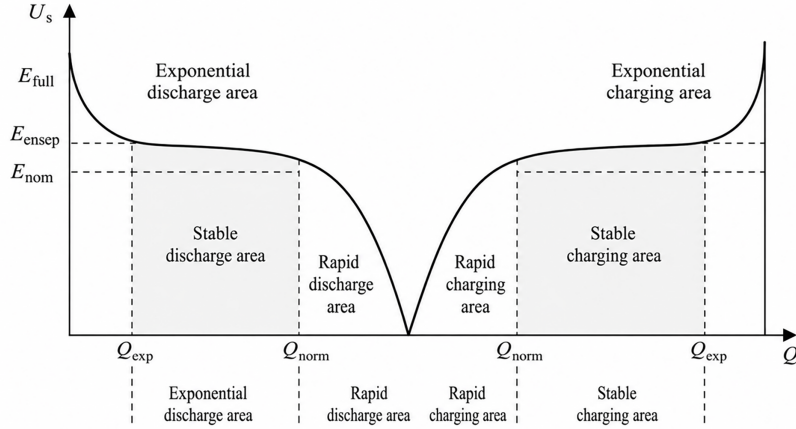 U_s
E_full
Exponential
discharge area
Exponential
charging area
E_ensep
E_nom
Stable
discharge area
Rapid
discharge
area
Rapid
charging
area
Stable
charging area
Q_exp
Q_norm
Q_norm
Q_exp
Q
Exponential
discharge area
Rapid
discharge area
Rapid
charging area
Stable
charging area